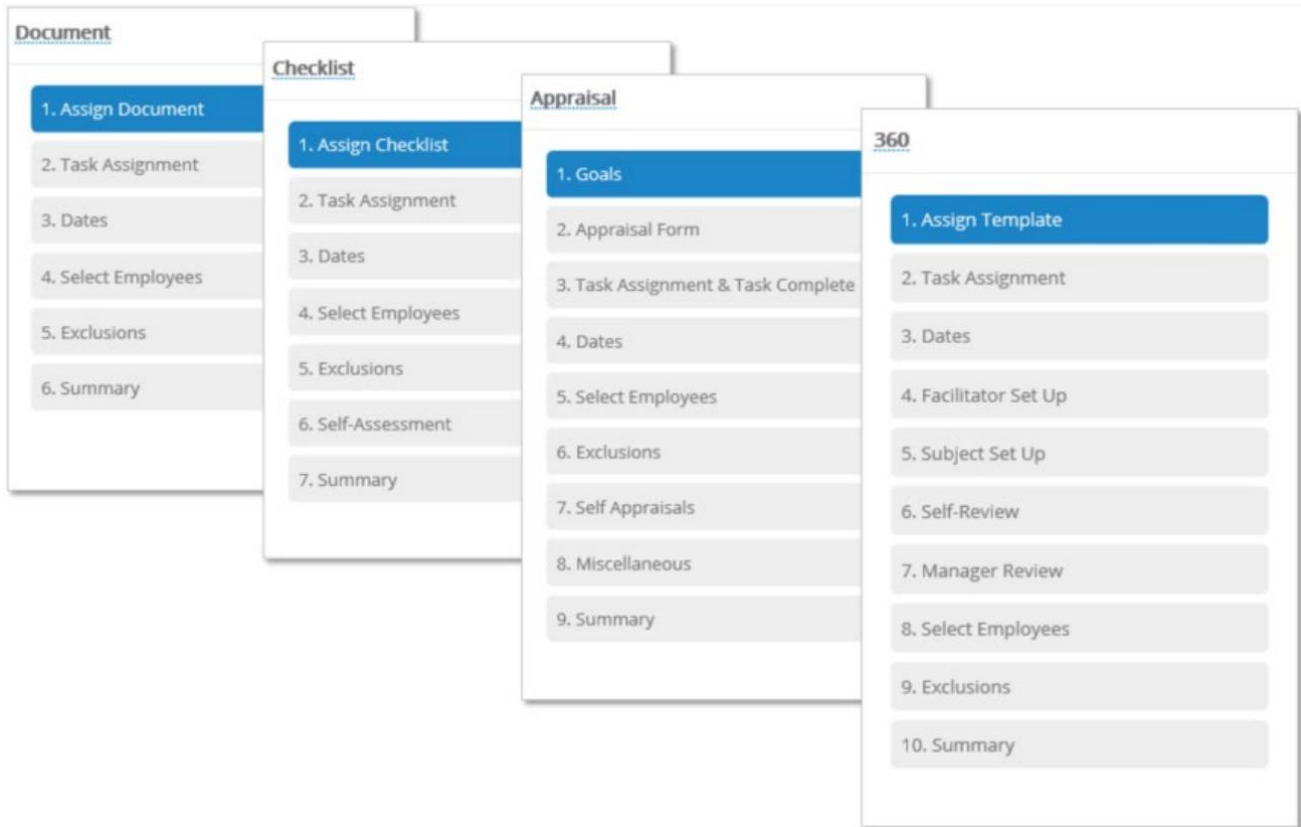 Document
1. Assign Document
2. Task Assignment
3. Dates
4. Select Employees
5. Exclusions
6. Summary
Checklist
1. Assign Checklist
2. Task Assignment
3. Dates
4. Select Employees
5. Exclusions
6. Self-Assessment
7. Summary
Appraisal
1. Goals
2. Appraisal Form
3. Task Assignment & Task Complete
4. Dates
5. Select Employees
6. Exclusions
7. Self Appraisals
8. Miscellaneous
9. Summary
360
1. Assign Template
2. Task Assignment
3. Dates
4. Facilitator Set Up
5. Subject Set Up
6. Self-Review
7. Manager Review
8. Select Employees
9. Exclusions
10. Summary